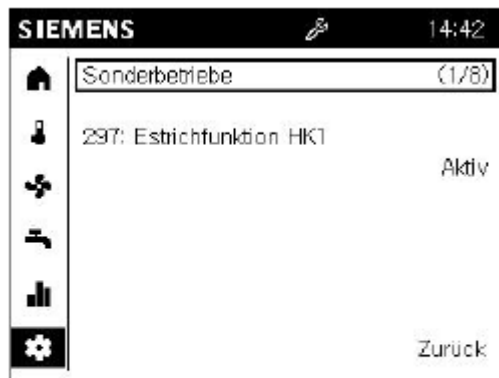 SIEMENS 14:42
Sonderbetriebe (1/8)
297: Estrichfunktion HK1
Aktiv
Zurück